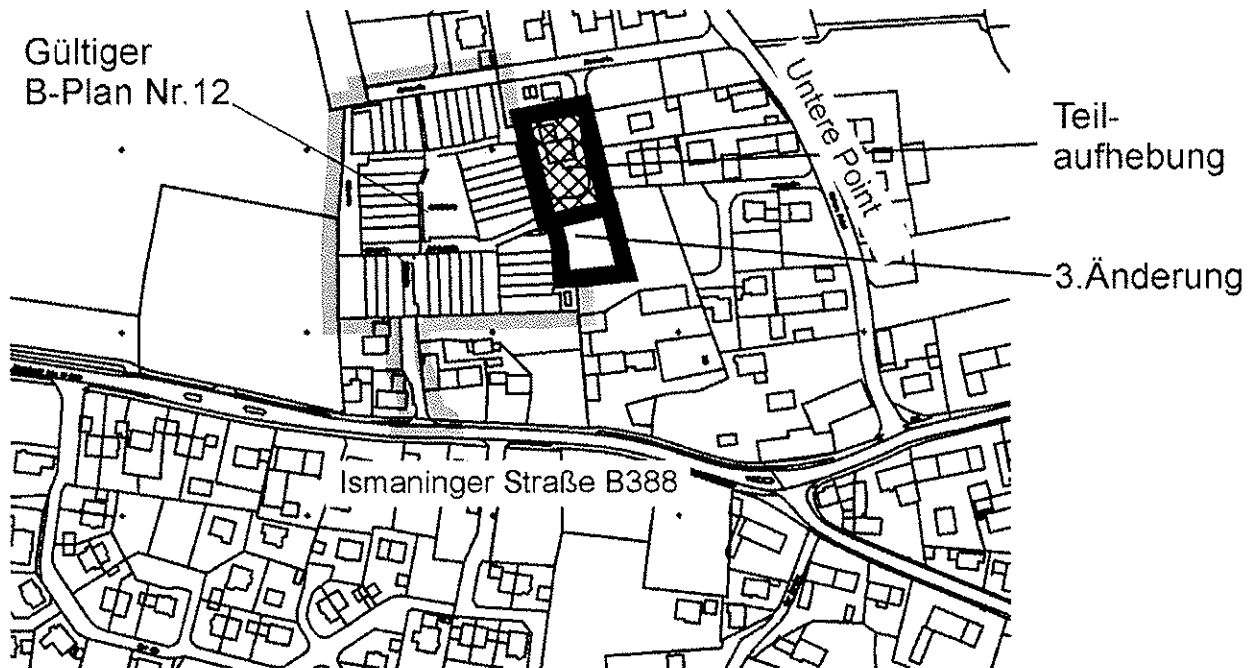 Gültiger
B-Plan Nr.12
Untere Point
Teil-
aufhebung
3.Änderung
Ismaninger Straße B388